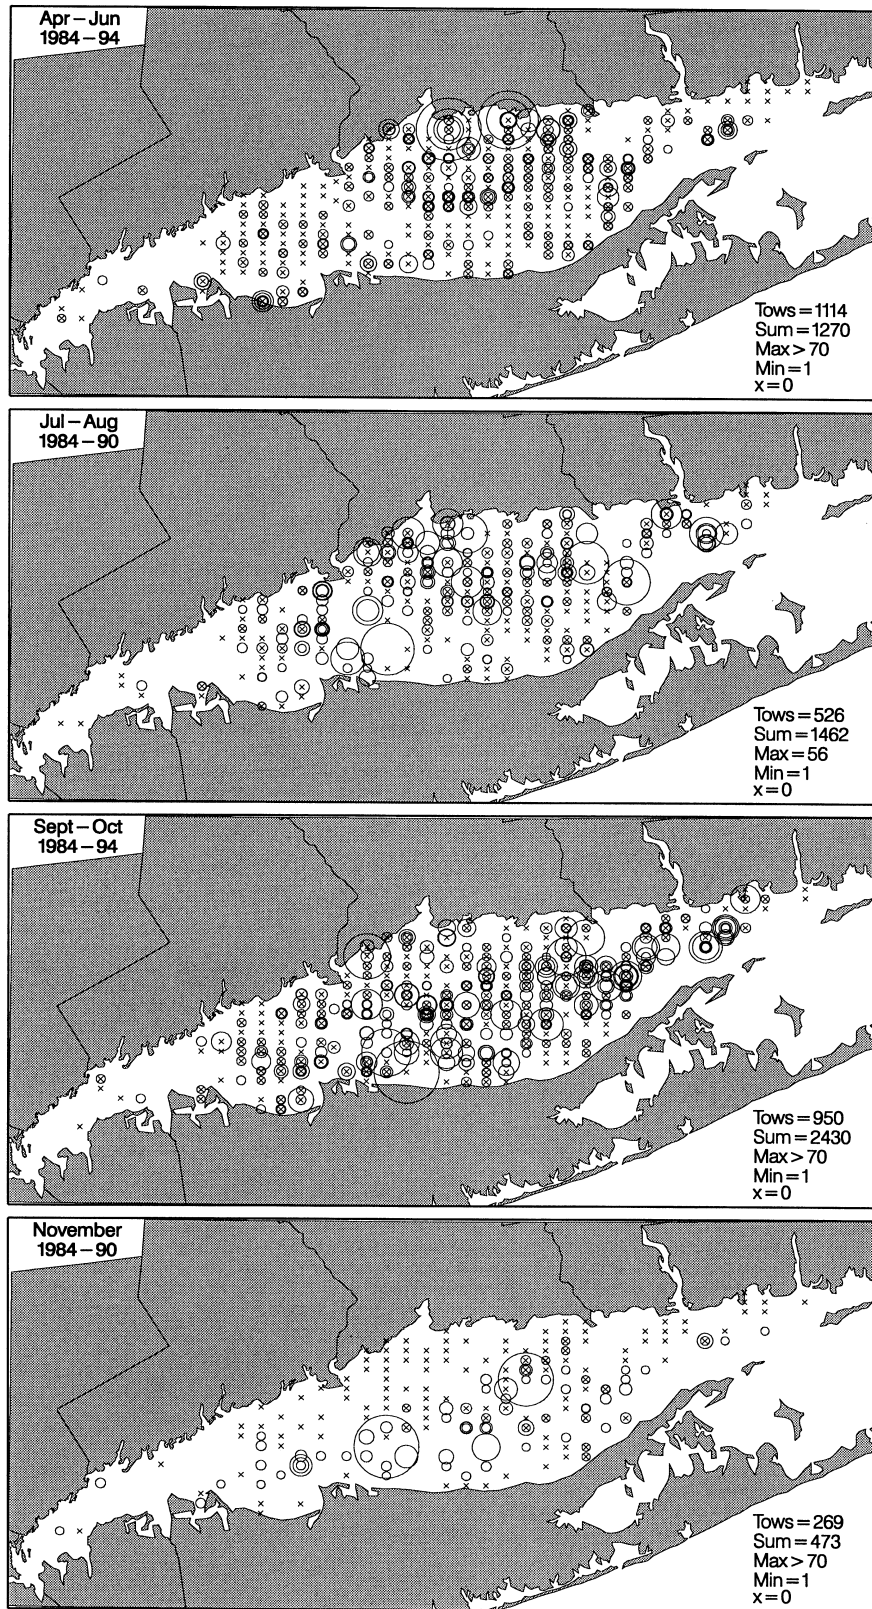 Apr – Jun
1984 – 94
Tows = 1114
Sum = 1270
Max > 70
Min = 1
x = 0
Jul – Aug
1984 – 90
Tows = 526
Sum = 1462
Max = 56
Min = 1
x = 0
Sept – Oct
1984 – 94
Tows = 950
Sum = 2430
Max > 70
Min = 1
x = 0
November
1984 – 90
Tows = 269
Sum = 473
Max > 70
Min = 1
x = 0